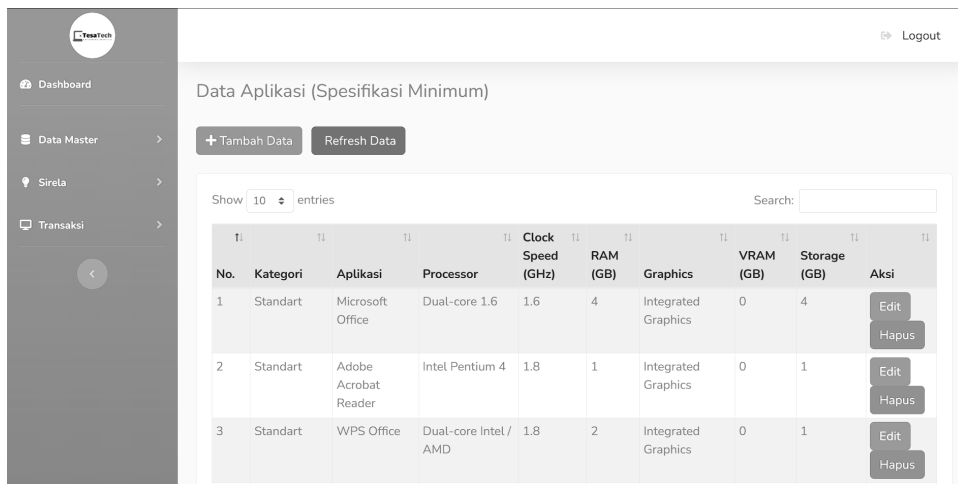 TesaTech
Logout
Dashboard
Data Master
Sirela
Transaksi
Data Aplikasi (Spesifikasi Minimum)
+ Tambah Data Refresh Data
Show 10 entries Search:
No. Kategori Aplikasi Processor Clock Speed (GHz) RAM (GB) Graphics VRAM (GB) Storage (GB) Aksi
1 Standart Microsoft Office Dual-core 1.6 1.6 4 Integrated Graphics 0 4 Edit Hapus
2 Standart Adobe Acrobat Reader Intel Pentium 4 1.8 1 Integrated Graphics 0 1 Edit Hapus
3 Standart WPS Office Dual-core Intel / AMD 1.8 2 Integrated Graphics 0 1 Edit Hapus